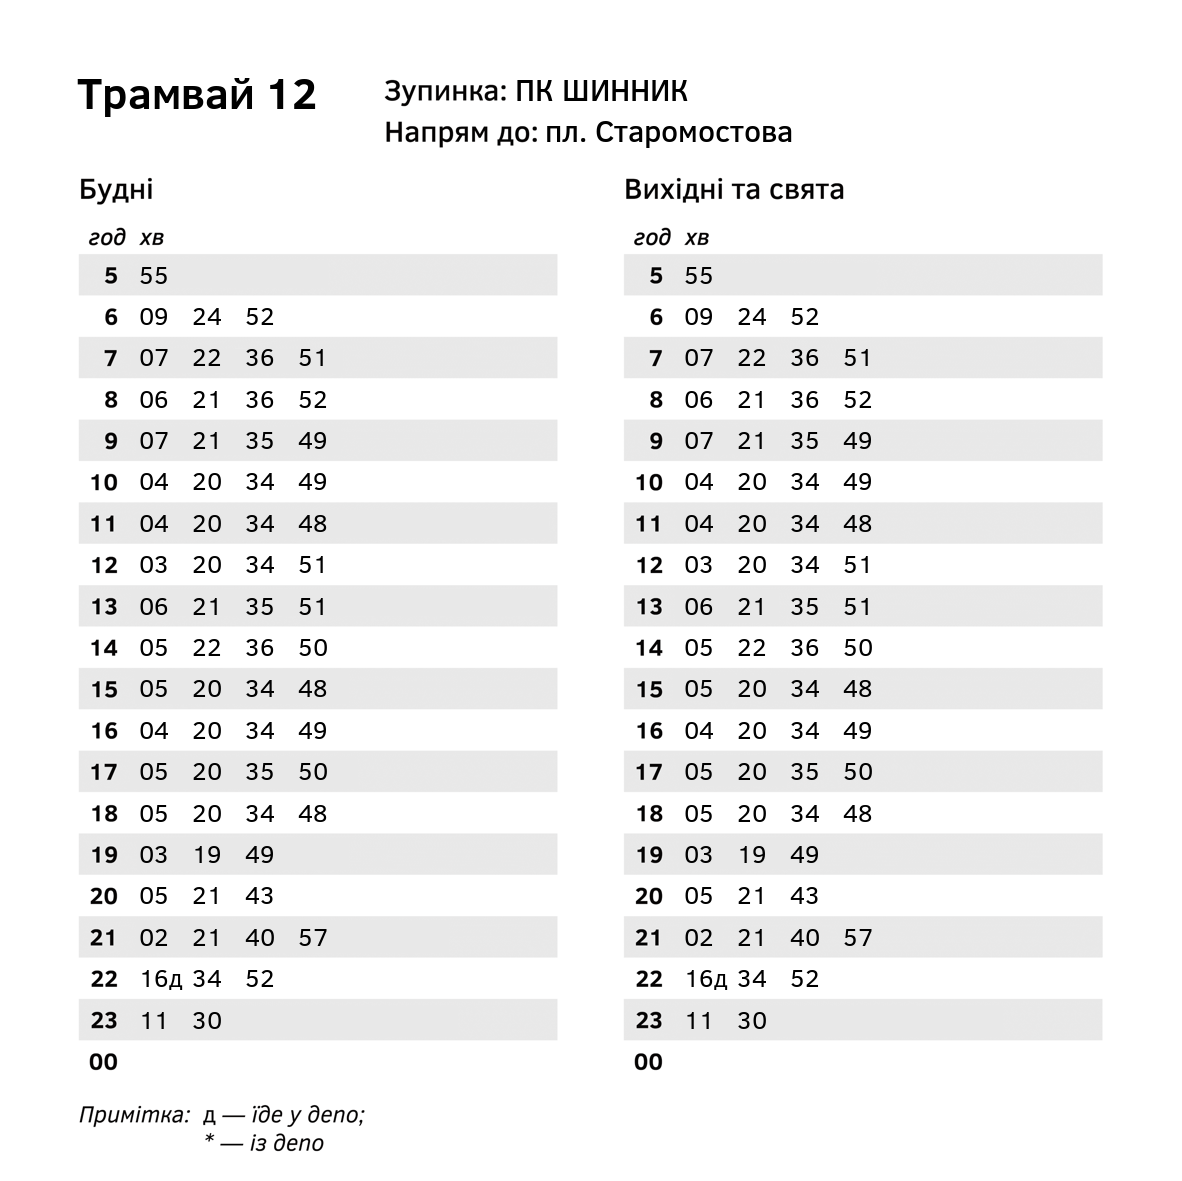 Трамвай 12
Зупинка: ПК ШИННИК
Напрям до: пл. Старомостова
Будні
год хв
5 55
6 09 24 52
7 07 22 36 51
8 06 21 36 52
9 07 21 35 49
10 04 20 34 49
11 04 20 34 48
12 03 20 34 51
13 06 21 35 51
14 05 22 36 50
15 05 20 34 48
16 04 20 34 49
17 05 20 35 50
18 05 20 34 48
19 03 19 49
20 05 21 43
21 02 21 40 57
22 16д 34 52
23 11 30
00
Вихідні та свята
год хв
5 55
6 09 24 52
7 07 22 36 51
8 06 21 36 52
9 07 21 35 49
10 04 20 34 49
11 04 20 34 48
12 03 20 34 51
13 06 21 35 51
14 05 22 36 50
15 05 20 34 48
16 04 20 34 49
17 05 20 35 50
18 05 20 34 48
19 03 19 49
20 05 21 43
21 02 21 40 57
22 16д 34 52
23 11 30
00
Примітка: д — їде у депо;
* — із депо